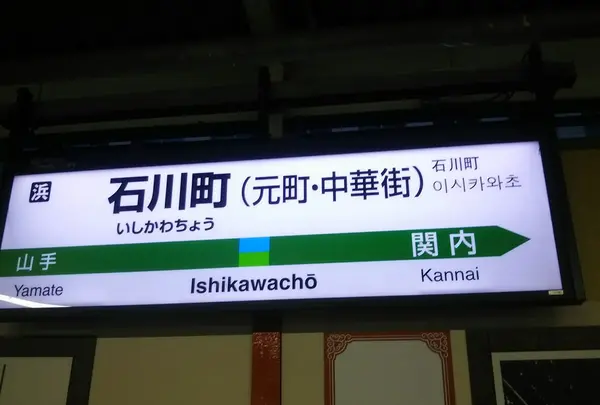 浜
石川町(元町・中華街)
石川町
이시카와초
いしかわちょう
山手
関内
Yamate
Ishikawachō
Kannai